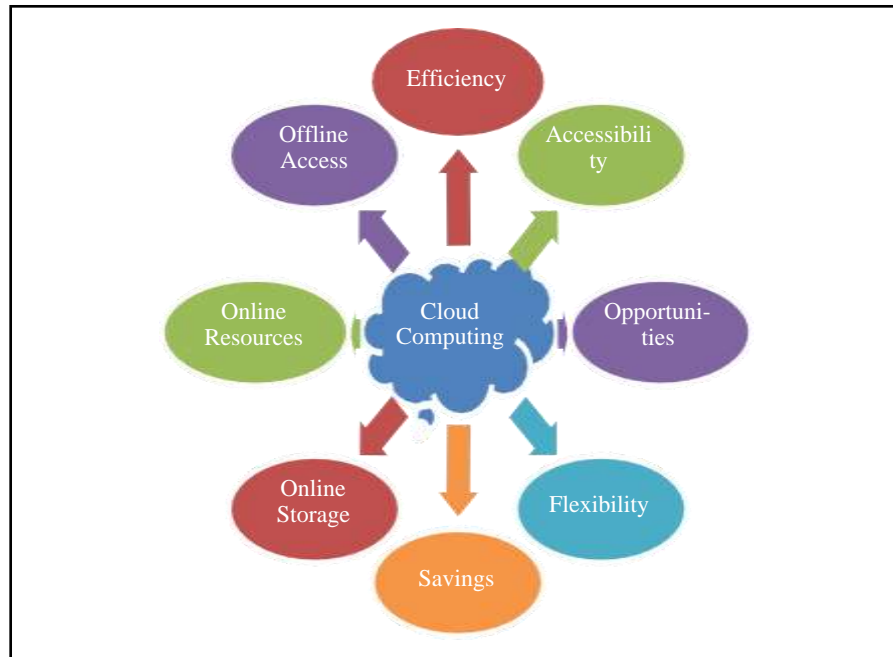 Efficiency
Offline
Access
Accessibili
ty
Online
Resources
Cloud
Computing
Opportuni-
ties
Online
Storage
Flexibility
Savings